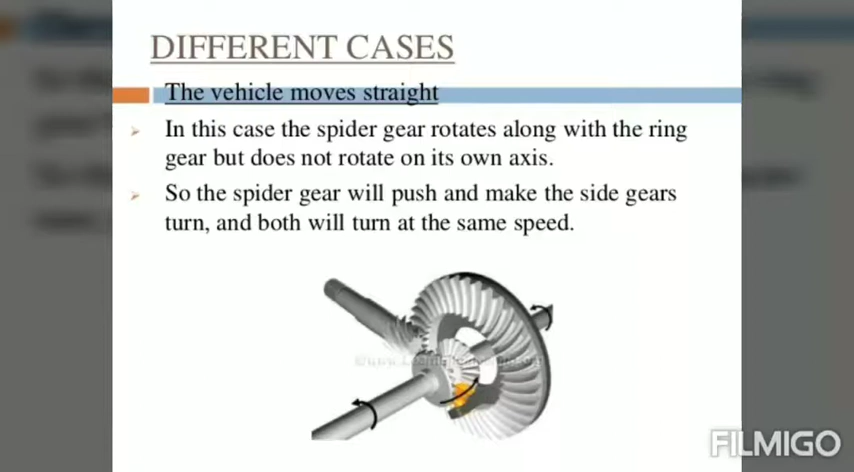 DIFFERENT CASES
The vehicle moves straight
In this case the spider gear rotates along with the ring
gear but does not rotate on its own axis.
So the spider gear will push and make the side gears
turn, and both will turn at the same speed.
FILMIGO